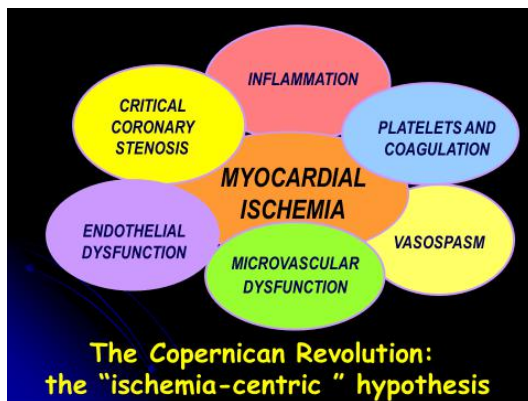 INFLAMMATION
CRITICAL
CORONARY
STENOSIS
PLATELETS AND
COAGULATION
MYOCARDIAL
ISCHEMIA
ENDOTHELIAL
DYSFUNCTION
VASOSPASM
MICROVASCULAR
DYSFUNCTION
The Copernican Revolution:
the “ischemia-centric ” hypothesis